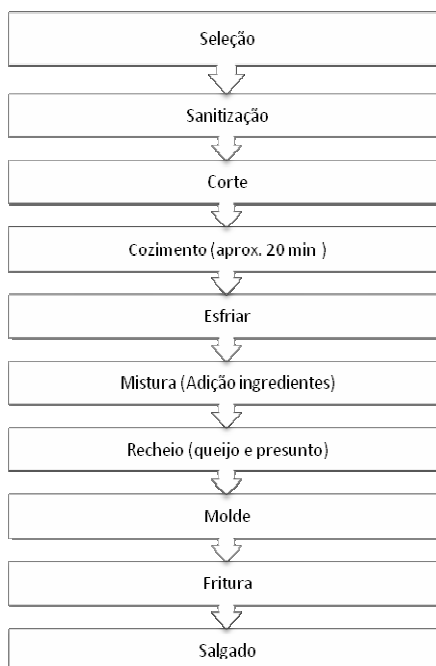 Seleção
Sanitização
Corte
Cozimento (aprox. 20 min )
Esfriar
Mistura (Adição ingredientes)
Recheio (queijo e presunto)
Molde
Fritura
Salgado